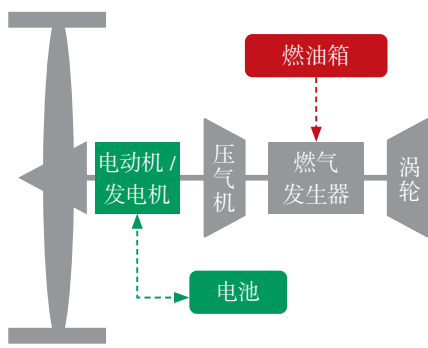 燃油箱
电动机 /
发电机
压
气
机
燃气
发生器
涡
轮
电池